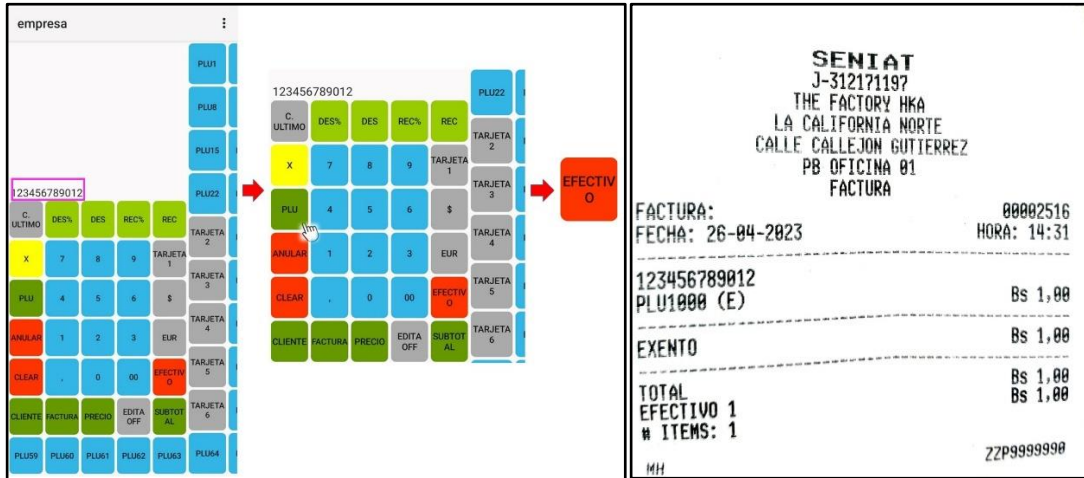 empresa
PLU1
PLU8
PLU15
123456789012
PLU22
C. ULTIMO DES% DES REC% REC
TARJETA 2
X 7 8 9 TARJETA 1
TARJETA 3
PLU 4 5 6 $
TARJETA 4
ANULAR 1 2 3 EUR
TARJETA 5
CLEAR , 0 00 EFECTIV O
TARJETA 6
CLIENTE FACTURA PRECIO EDITA OFF SUBTOT AL
PLU59 PLU60 PLU61 PLU62 PLU63 PLU64
123456789012
PLU22
C. ULTIMO DES% DES REC% REC
TARJETA 2
X 7 8 9 TARJETA 1
TARJETA 3
PLU 4 5 6 $
TARJETA 4
ANULAR 1 2 3 EUR
TARJETA 5
CLEAR , 0 00 EFECTIV O
CLIENTE FACTURA PRECIO EDITA OFF SUBTOT AL
TARJETA 6
EFECTIV
O
SENIAT
J-312171197
THE FACTORY HKA
LA CALIFORNIA NORTE
CALLE CALLEJON GUTIERREZ
PB OFICINA 01
FACTURA
FACTURA: 00002516
FECHA: 26-04-2023 HORA: 14:31
123456789012
PLU1000 (E) Bs 1,00
EXENTO Bs 1,00
TOTAL Bs 1,00
EFECTIVO 1 Bs 1,00
# ITEMS: 1
MH ZZP9999990